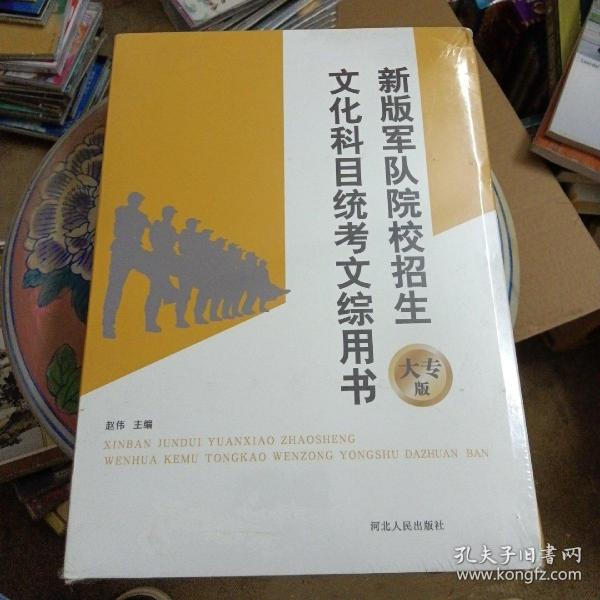 新版军队院校招生
文化科目统考文综用书
大专
版
赵伟 主编
XINBAN JUNDUI YUANXIAO ZHAOSHENG
WENHUA KEMU TONGKAO WENZONG YONGSHU DAZHUAN BAN
河北人民出版社
孔夫子旧书网
www.kongfz.com